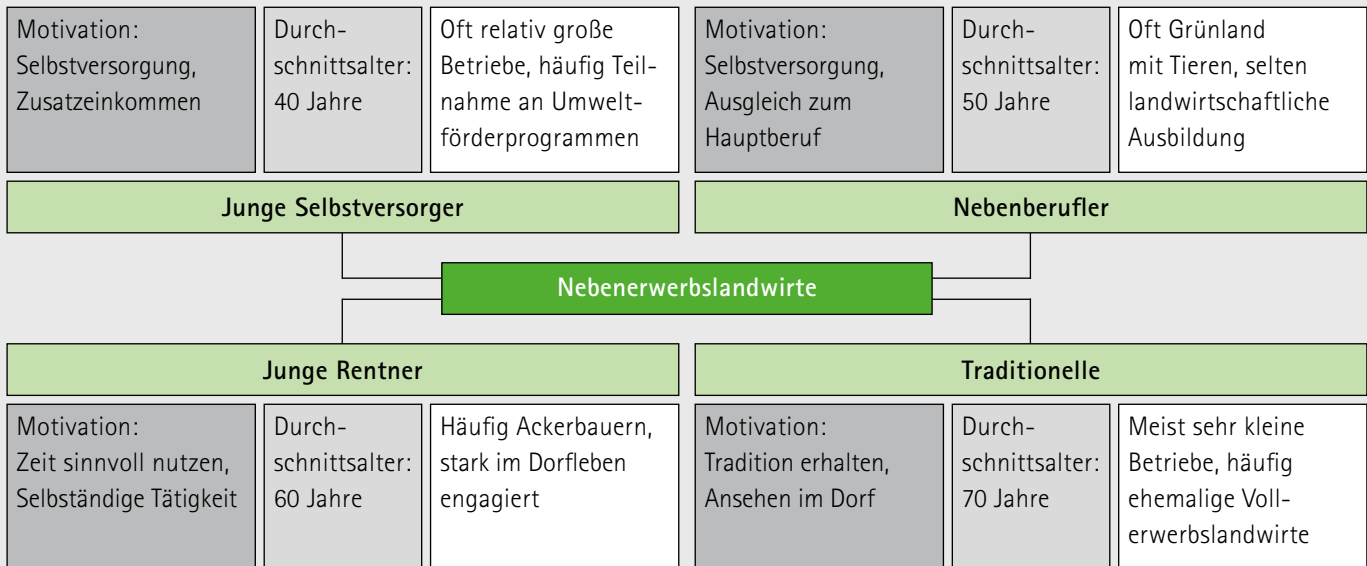 Motivation:
Selbstversorgung,
Zusatzeinkommen
Durch-
schnittsalter:
40 Jahre
Oft relativ große
Betriebe, häufig Teil-
nahme an Umwelt-
förderprogrammen
Junge Selbstversorger
Motivation:
Selbstversorgung,
Ausgleich zum
Hauptberuf
Durch-
schnittsalter:
50 Jahre
Oft Grünland
mit Tieren, selten
landwirtschaftliche
Ausbildung
Nebenberufler
Nebenerwerbslandwirte
Junge Rentner
Motivation:
Zeit sinnvoll nutzen,
Selbständige Tätigkeit
Durch-
schnittsalter:
60 Jahre
Häufig Ackerbauern,
stark im Dorfleben
engagiert
Traditionelle
Motivation:
Tradition erhalten,
Ansehen im Dorf
Durch-
schnittsalter:
70 Jahre
Meist sehr kleine
Betriebe, häufig
ehemalige Voll-
erwerbslandwirte